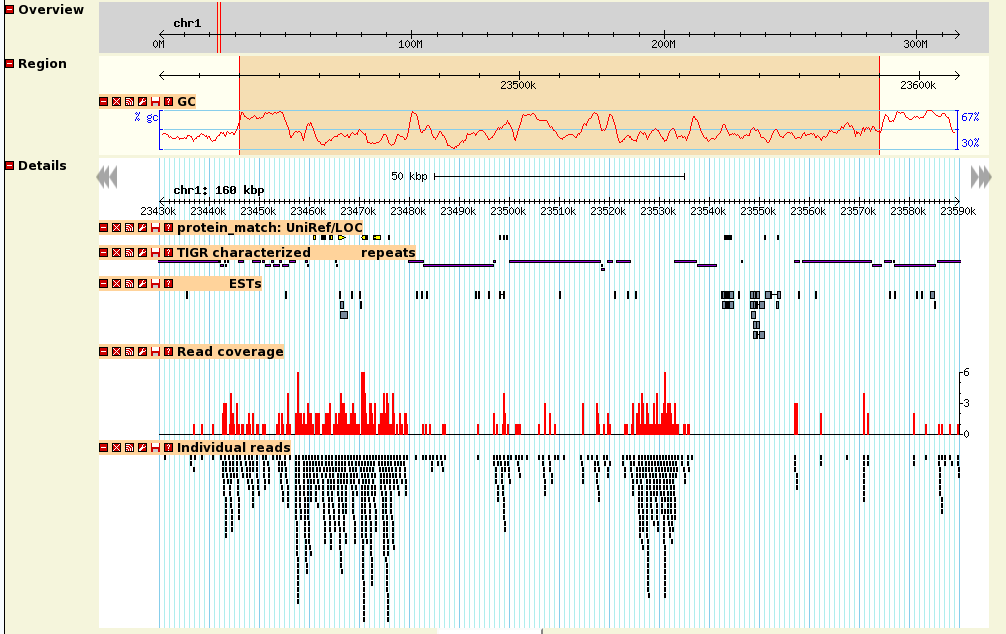 Overview
chr1
0M 100M 200M 300M
Region
23500k 23600k
GC
% gc 67%
30%
Details
50 kbp
chr1: 160 kbp
23430k 23440k 23450k 23460k 23470k 23480k 23490k 23500k 23510k 23520k 23530k 23540k 23550k 23560k 23570k 23580k 23590k
protein_match: UniRef/LOC
TIGR characterized repeats
ESTs
Read coverage
6
3
0
Individual reads